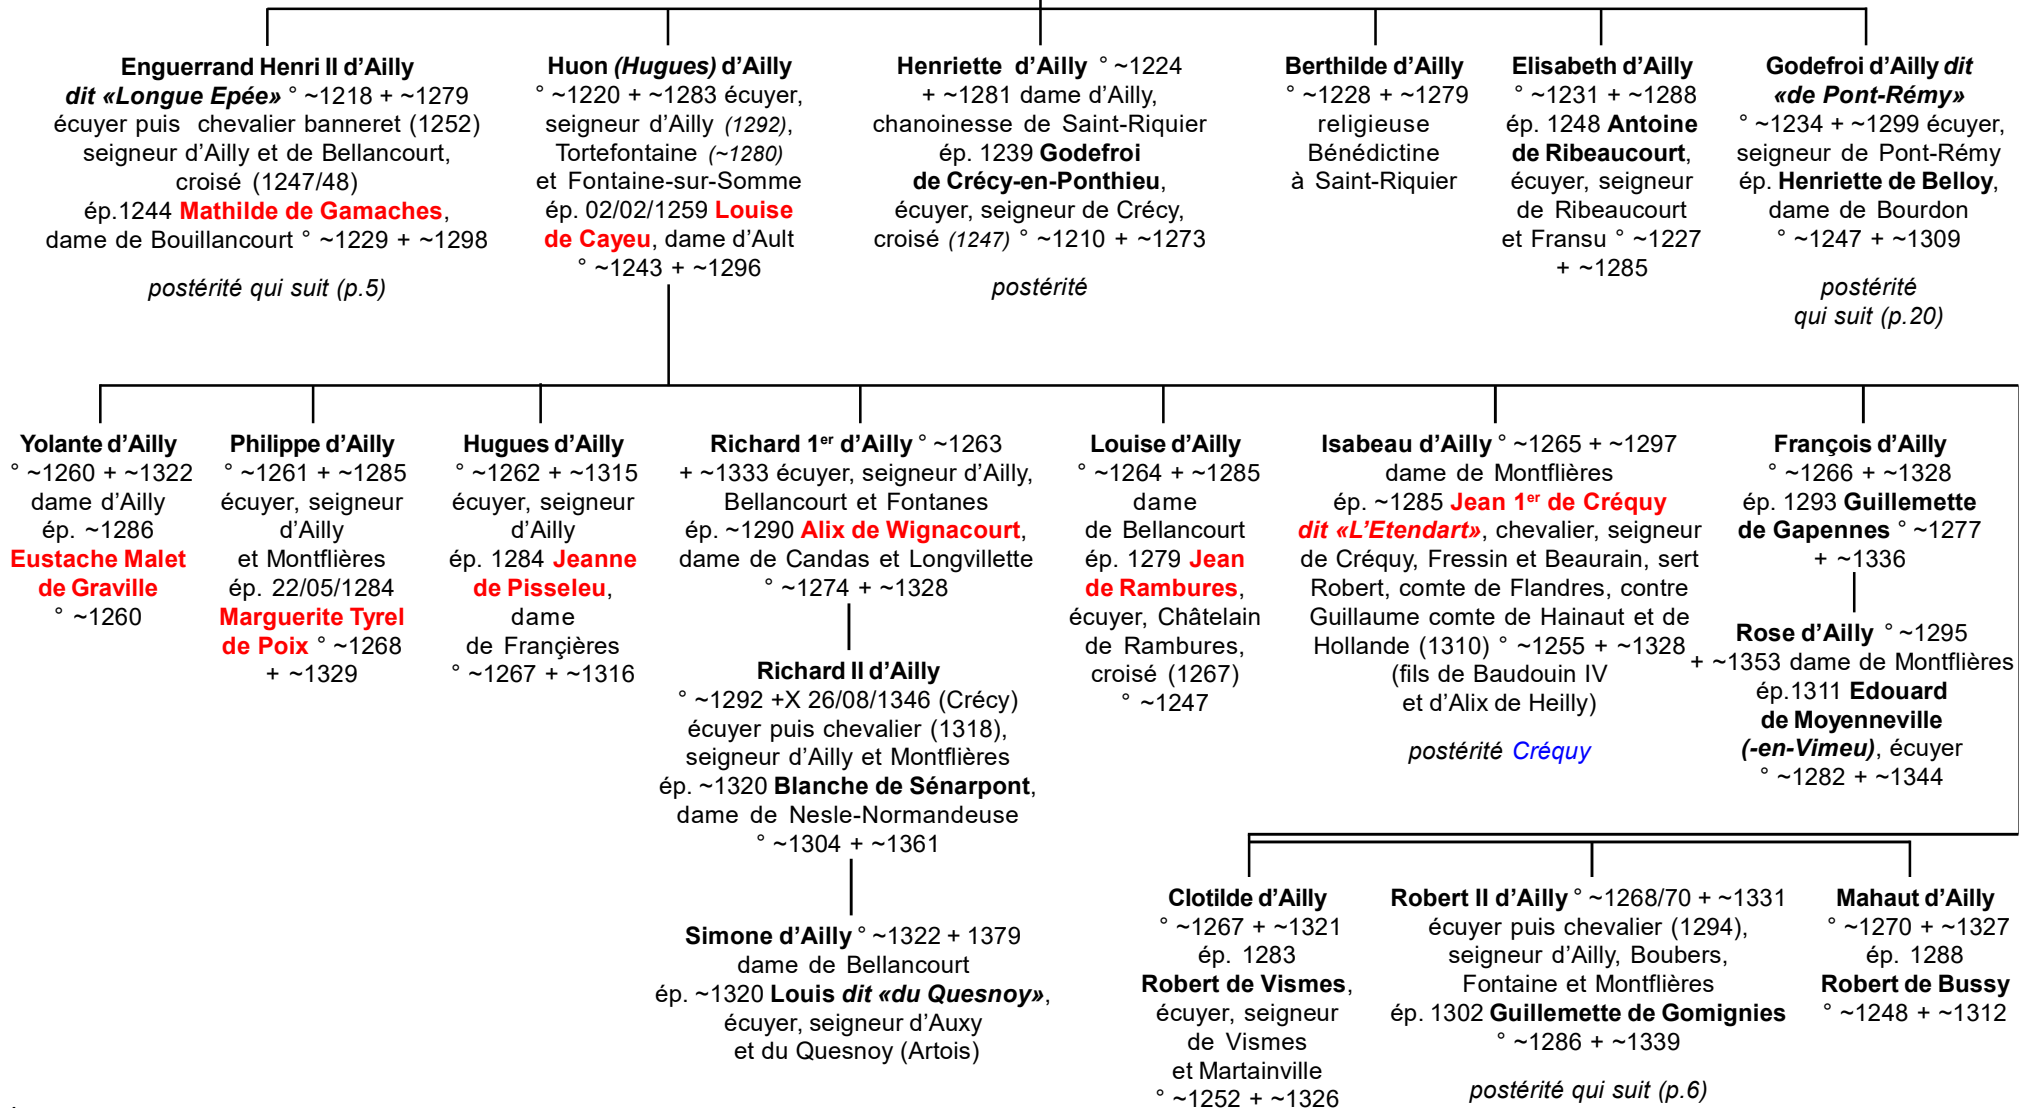 Enguerrand Henri II d’Ailly
dit «Longue Epée» ° ~1218 + ~1279
écuyer puis chevalier banneret (1252)
seigneur d’Ailly et de Bellancourt,
croisé (1247/48)
ép.1244 Mathilde de Gamaches,
dame de Bouillancourt ° ~1229 + ~1298
postérité qui suit (p.5)
Huon (Hugues) d’Ailly
° ~1220 + ~1283 écuyer,
seigneur d’Ailly (1292),
Tortefontaine (~1280)
et Fontaine-sur-Somme
ép. 02/02/1259 Louise
de Cayeu, dame d’Ault
° ~1243 + ~1296
Henriette d’Ailly ° ~1224
+ ~1281 dame d’Ailly,
chanoinesse de Saint-Riquier
ép. 1239 Godefroi
de Crécy-en-Ponthieu,
écuyer, seigneur de Crécy,
croisé (1247) ° ~1210 + ~1273
postérité
Berthilde d’Ailly
° ~1228 + ~1279
religieuse
Bénédictine
à Saint-Riquier
Elisabeth d’Ailly
° ~1231 + ~1288
ép. 1248 Antoine
de Ribeaucourt,
écuyer, seigneur
de Ribeaucourt
et Fransu ° ~1227
+ ~1285
Godefroi d’Ailly dit
«de Pont-Rémy»
° ~1234 + ~1299 écuyer,
seigneur de Pont-Rémy
ép. Henriette de Belloy,
dame de Bourdon
° ~1247 + ~1309
postérité
qui suit (p.20)
Yolante d’Ailly
° ~1260 + ~1322
dame d’Ailly
ép. ~1286
Eustache Malet
de Graville
° ~1260
Philippe d’Ailly
° ~1261 + ~1285
écuyer, seigneur
d’Ailly
et Montflières
ép. 22/05/1284
Marguerite Tyrel
de Poix ° ~1268
+ ~1329
Hugues d’Ailly
° ~1262 + ~1315
écuyer, seigneur
d’Ailly
ép. 1284 Jeanne
de Pisseleu,
dame
de Françières
° ~1267 + ~1316
Richard 1er d’Ailly ° ~1263
+ ~1333 écuyer, seigneur d’Ailly,
Bellancourt et Fontanes
ép. ~1290 Alix de Wignacourt,
dame de Candas et Longvillette
° ~1274 + ~1328
Richard II d’Ailly
° ~1292 +X 26/08/1346 (Crécy)
écuyer puis chevalier (1318),
seigneur d’Ailly et Montflières
ép. ~1320 Blanche de Sénarpont,
dame de Nesle-Normandeuse
° ~1304 + ~1361
Simone d’Ailly ° ~1322 + 1379
dame de Bellancourt
ép. ~1320 Louis dit «du Quesnoy»,
écuyer, seigneur d’Auxy
et du Quesnoy (Artois)
Louise d’Ailly
° ~1264 + ~1285
dame
de Bellancourt
ép. 1279 Jean
de Rambures,
écuyer, Châtelain
de Rambures,
croisé (1267)
° ~1247
Isabeau d’Ailly ° ~1265 + ~1297
dame de Montflières
ép. ~1285 Jean 1er de Créquy
dit «L’Etendart», chevalier, seigneur
de Créquy, Fressin et Beaurain, sert
Robert, comte de Flandres, contre
Guillaume comte de Hainaut et de
Hollande (1310) ° ~1255 + ~1328
(fils de Baudouin IV
et d’Alix de Heilly)
postérité Créquy
François d’Ailly
° ~1266 + ~1328
ép. 1293 Guillemette
de Gapennes ° ~1277
+ ~1336
Rose d’Ailly ° ~1295
+ ~1353 dame de Montflières
ép.1311 Edouard
de Moyenneville
(-en-Vimeu), écuyer
° ~1282 + ~1344
Clotilde d’Ailly
° ~1267 + ~1321
ép. 1283
Robert de Vismes,
écuyer, seigneur
de Vismes
et Martainville
° ~1252 + ~1326
Robert II d’Ailly ° ~1268/70 + ~1331
écuyer puis chevalier (1294),
seigneur d’Ailly, Boubers,
Fontaine et Montflières
ép. 1302 Guillemette de Gomignies
° ~1286 + ~1339
postérité qui suit (p.6)
Mahaut d’Ailly
° ~1270 + ~1327
ép. 1288
Robert de Bussy
° ~1248 + ~1312